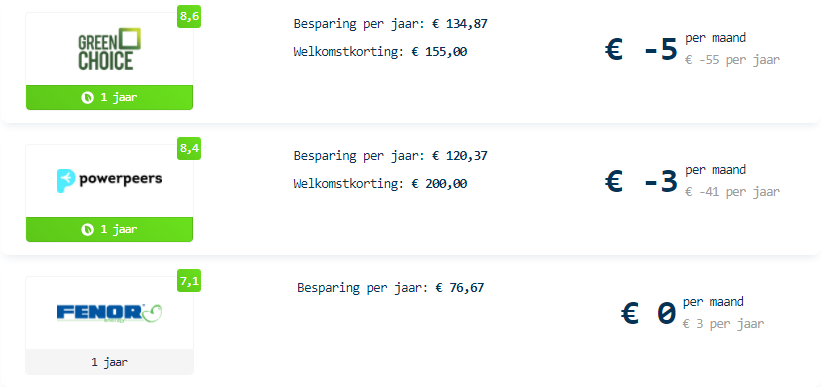 GREEN
CHOICE
8,6
1 jaar
Besparing per jaar: € 134,87
Welkomstkorting: € 155,00
€ -5 per maand
€ -55 per jaar
powerpeers
8,4
1 jaar
Besparing per jaar: € 120,37
Welkomstkorting: € 200,00
€ -3 per maand
€ -41 per jaar
FENOR
energy
7,1
1 jaar
Besparing per jaar: € 76,67
€ 0 per maand
€ 3 per jaar